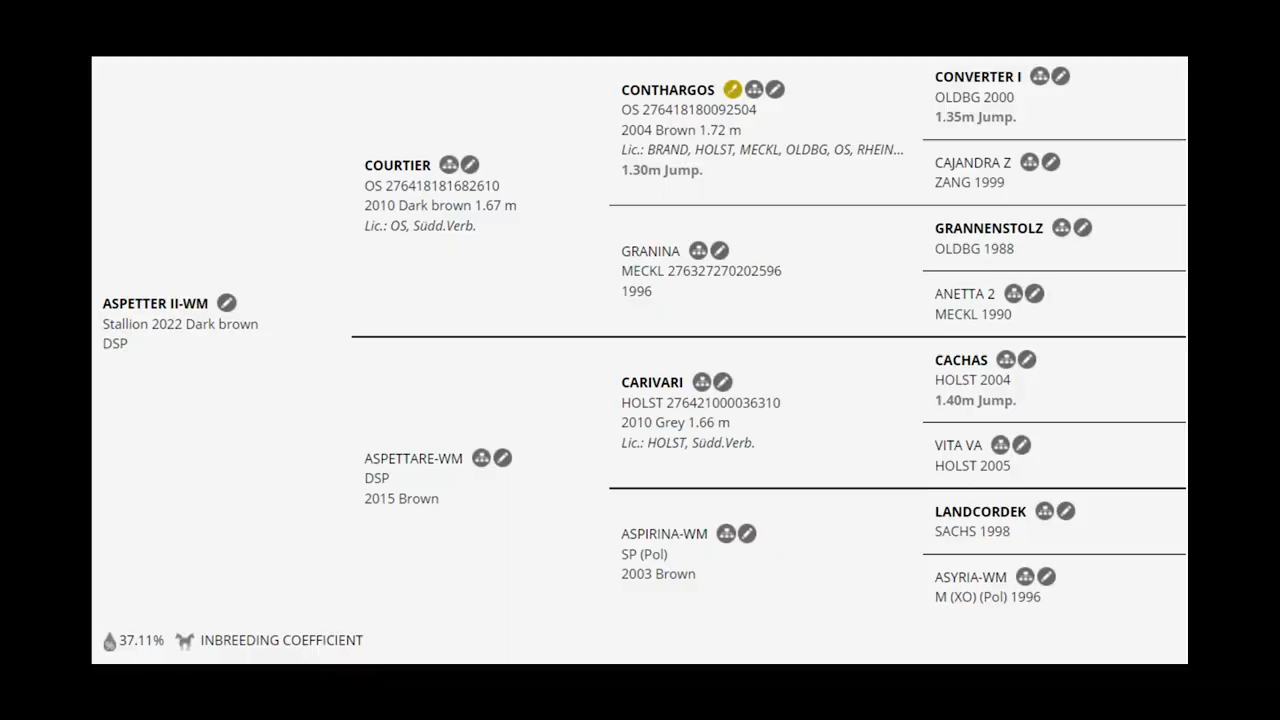 ASPETTER II-WM
Stallion 2022 Dark brown
DSP
COURTIER
OS 276418181682610
2010 Dark brown 1.67 m
Lic.: OS, Südd.Verb.
ASPETTARE-WM
DSP
2015 Brown
CONTHARGOS
OS 276418180092504
2004 Brown 1.72 m
Lic.: BRAND, HOLST, MECKL, OLDBG, OS, RHEIN...
1.30m Jump.
GRANINA
MECKL 276327270202596
1996
CARIVARI
HOLST 276421000036310
2010 Grey 1.66 m
Lic.: HOLST, Südd.Verb.
ASPIRINA-WM
SP (Pol)
2003 Brown
CONVERTER I
OLDBG 2000
1.35m Jump.
CAJANDRA Z
ZANG 1999
GRANNENSTOLZ
OLDBG 1988
ANETTA 2
MECKL 1990
CACHAS
HOLST 2004
1.40m Jump.
VITA VA
HOLST 2005
LANDCORDEK
SACHS 1998
ASYRIA-WM
M (XO) (Pol) 1996
37.11% INBREEDING COEFFICIENT